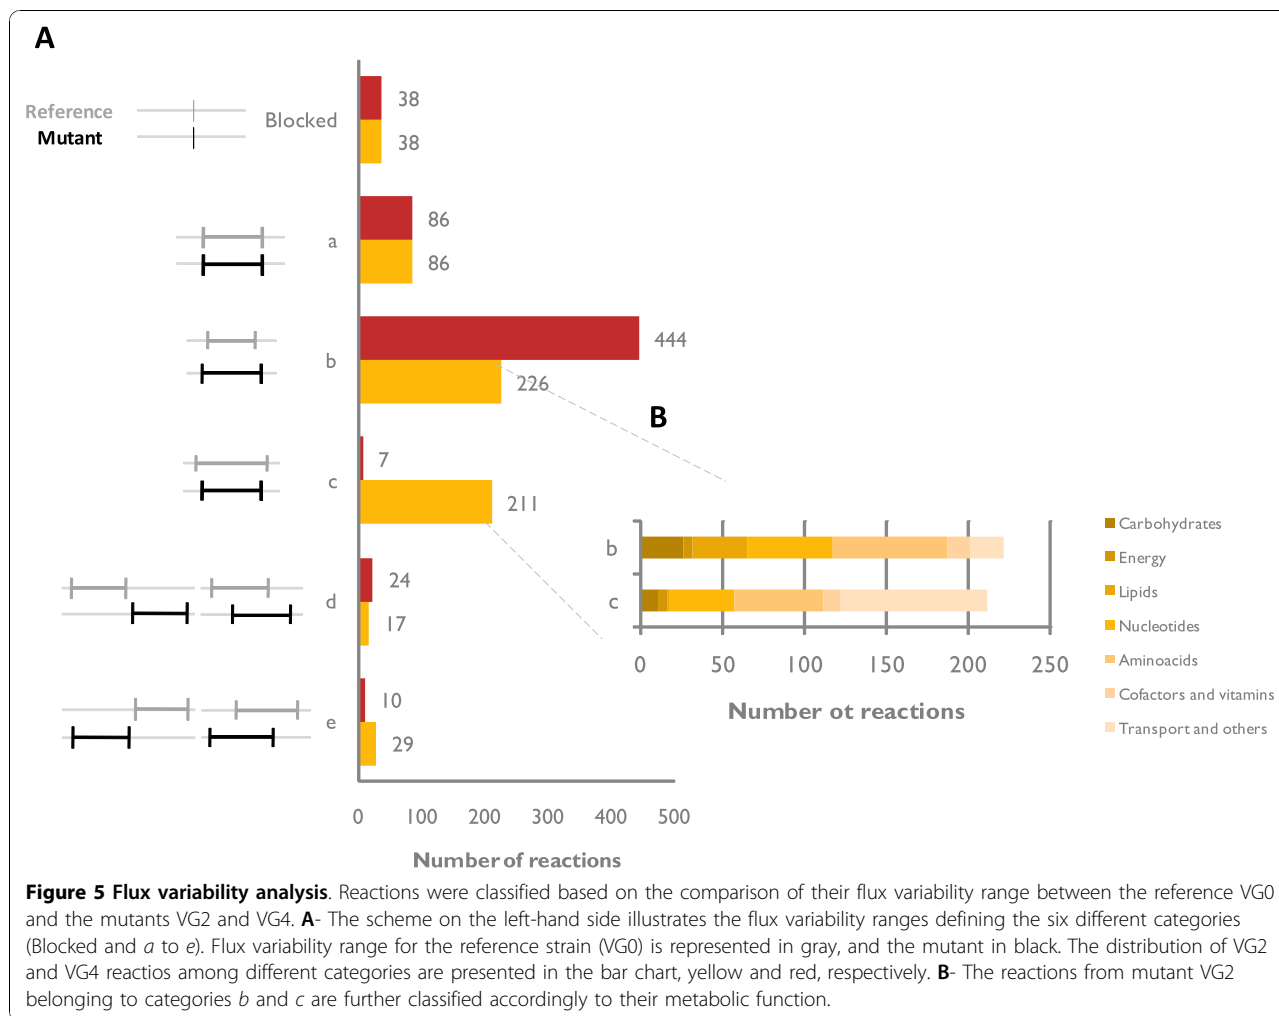 A
Reference
Mutant
Blocked
38
38
a
86
86
b
444
226
B
c
7
211
d
24
17
e
10
29
0 100 200 300 400 500
Number of reactions
b
c
0 50 100 150 200 250
Number ot reactions
Carbohydrates
Energy
Lipids
Nucleotides
Aminoacids
Cofactors and vitamins
Transport and others
Figure 5 Flux variability analysis. Reactions were classified based on the comparison of their flux variability range between the reference VG0
and the mutants VG2 and VG4. A- The scheme on the left-hand side illustrates the flux variability ranges defining the six different categories
(Blocked and a to e). Flux variability range for the reference strain (VG0) is represented in gray, and the mutant in black. The distribution of VG2
and VG4 reactios among different categories are presented in the bar chart, yellow and red, respectively. B- The reactions from mutant VG2
belonging to categories b and c are further classified accordingly to their metabolic function.